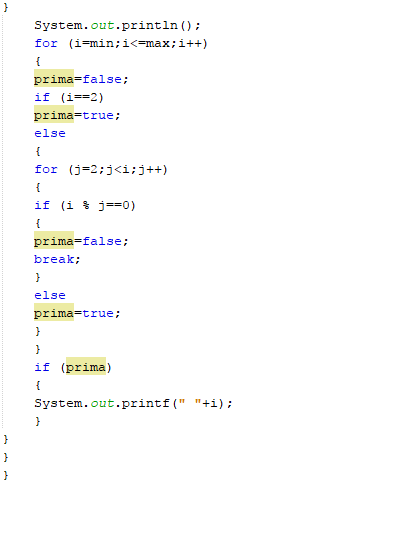 }
System.out.println();
for (i=min;i<=max;i++)
{
prima=false;
if (i==2)
prima=true;
else
{
for (j=2;j<i;j++)
{
if (i % j==0)
{
prima=false;
break;
}
else
prima=true;
}
}
if (prima)
{
System.out.printf(" "+i);
}
}
}
}